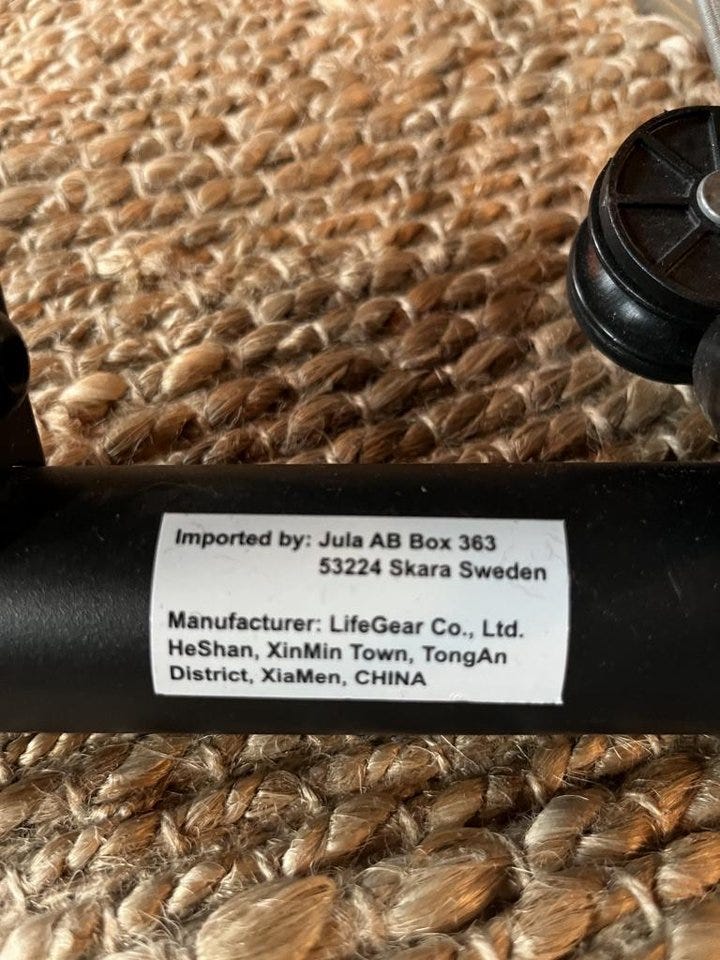 Imported by: Jula AB Box 363
53224 Skara Sweden
Manufacturer: LifeGear Co., Ltd.
HeShan, XinMin Town, TongAn
District, XiaMen, CHINA